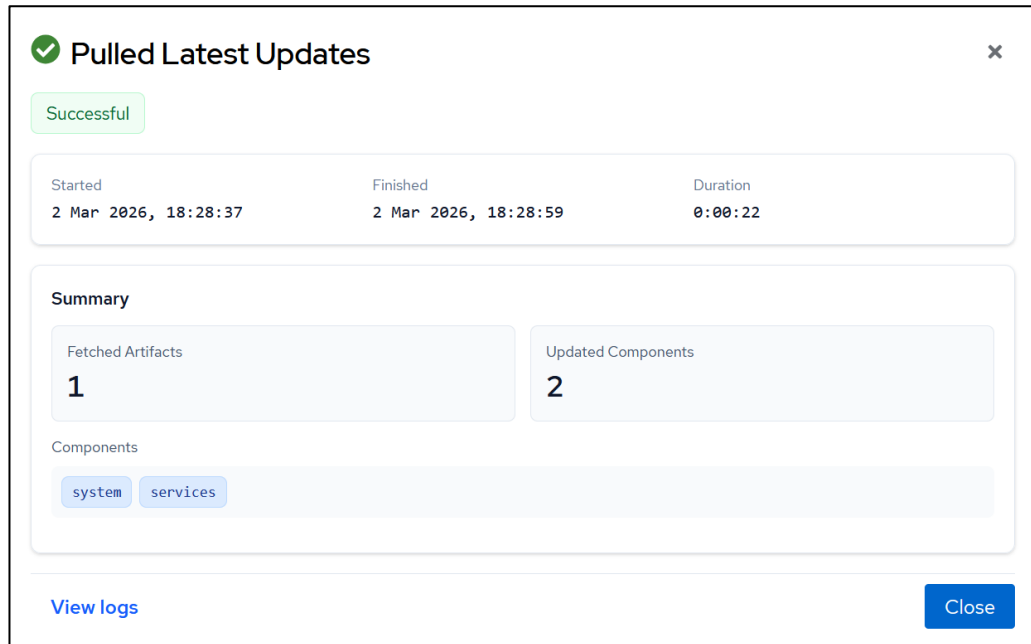 Pulled Latest Updates
Successful
Started Finished Duration
2 Mar 2026, 18:28:37 2 Mar 2026, 18:28:59 0:00:22
Summary
Fetched Artifacts Updated Components
1 2
Components
system services
View logs Close